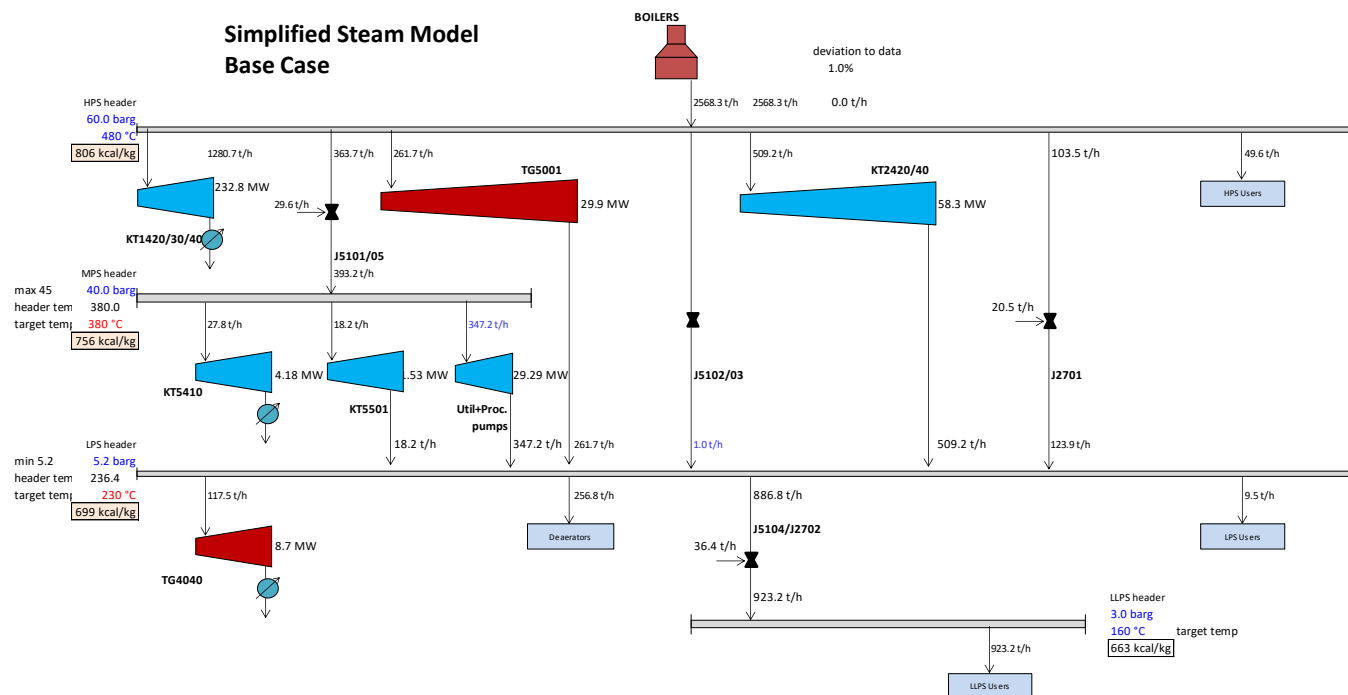 BOILERS
Simplified Steam Model
Base Case
deviation to data
1.0%
HPS header
60.0 barg
480 °C
806 kcal/kg
2568.3 t/h
2568.3 t/h
0.0 t/h
1280.7 t/h
363.7 t/h
261.7 t/h
509.2 t/h
103.5 t/h
49.6 t/h
TG5001
KT2420/40
232.8 MW
29.6 t/h
29.9 MW
58.3 MW
HPS Users
KT1420/30/40
J5101/05
393.2 t/h
MPS header
max 45
40.0 barg
header tem
380.0
target temp
380 °C
756 kcal/kg
27.8 t/h
18.2 t/h
347.2 t/h
20.5 t/h
4.18 MW
.53 MW
29.29 MW
J5102/03
J2701
KT5410
KT5501
Util+Proc.
pumps
LPS header
min 5.2
5.2 barg
header tem
236.4
target temp
230 °C
699 kcal/kg
18.2 t/h
347.2 t/h
261.7 t/h
1.0 t/h
509.2 t/h
123.9 t/h
117.5 t/h
256.8 t/h
886.8 t/h
9.5 t/h
8.7 MW
TG4040
Deaerators
J5104/J2702
LPS Users
36.4 t/h
923.2 t/h
LLPS header
3.0 barg
160 °C
target temp
663 kcal/kg
923.2 t/h
LLPS Users